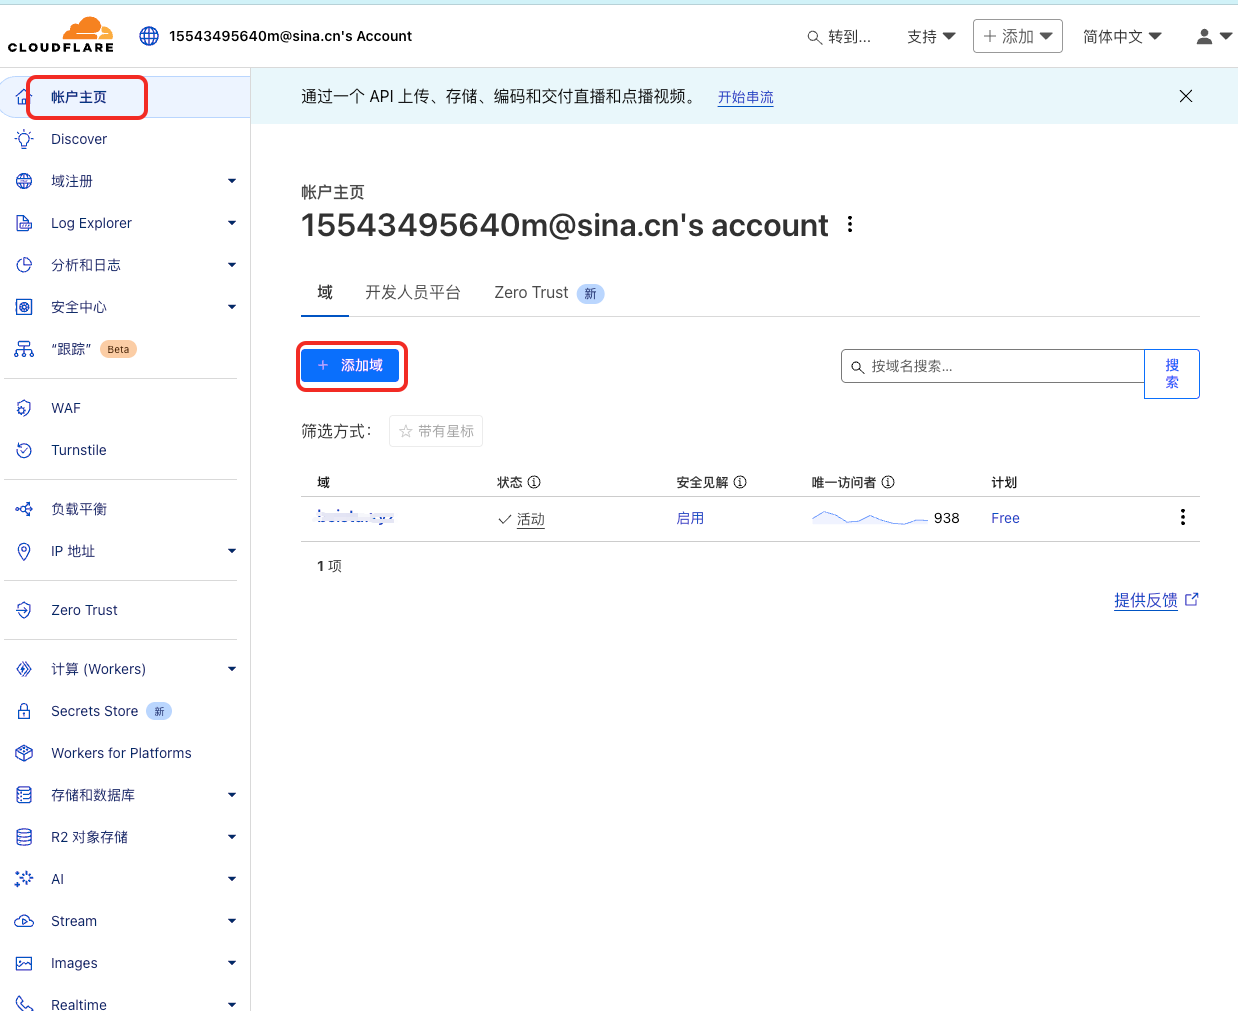 CLOUDFLARE
15543495640m@sina.cn's Account
转到...
支持
添加
简体中文
帐户主页
Discover
域注册
Log Explorer
分析和日志
安全中心
“跟踪” Beta
WAF
Turnstile
负载平衡
IP 地址
Zero Trust
计算 (Workers)
Secrets Store 新
Workers for Platforms
存储和数据库
R2 对象存储
AI
Stream
Images
Realtime
通过一个 API 上传、存储、编码和交付直播和点播视频。 开始串流
帐户主页
15543495640m@sina.cn's account
域 开发人员平台 Zero Trust 新
+ 添加域
按域名搜索...
搜索
筛选方式： 带有星标
域 状态 安全见解 唯一访问者 计划
活动 启用 938 Free
1 项
提供反馈